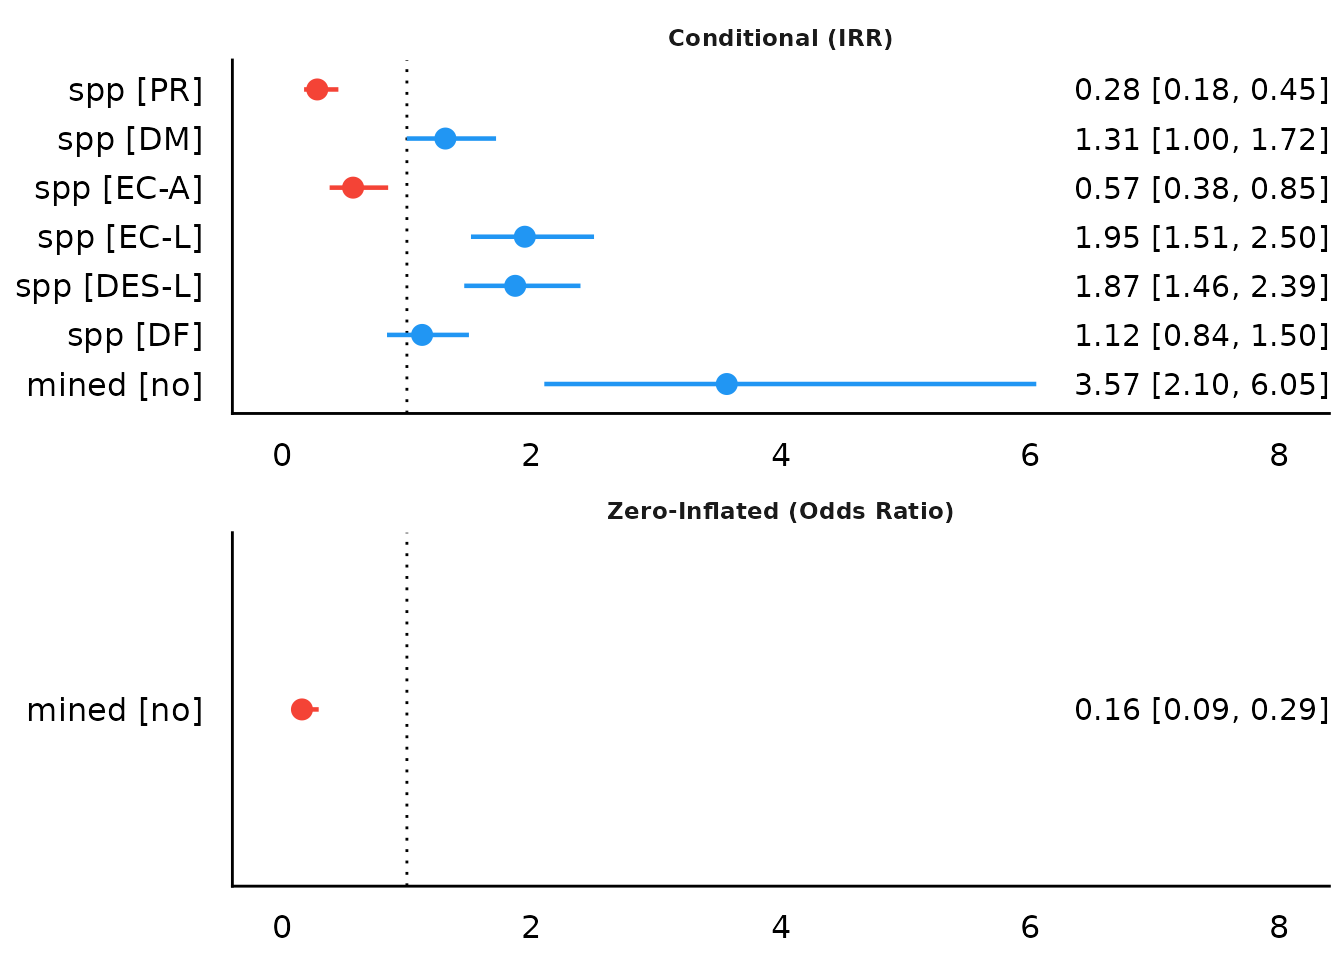 Conditional (IRR)
spp [PR] 0.28 [0.18, 0.45]
spp [DM] 1.31 [1.00, 1.72]
spp [EC-A] 0.57 [0.38, 0.85]
spp [EC-L] 1.95 [1.51, 2.50]
spp [DES-L] 1.87 [1.46, 2.39]
spp [DF] 1.12 [0.84, 1.50]
mined [no] 3.57 [2.10, 6.05]
0 2 4 6 8
Zero-Inflated (Odds Ratio)
mined [no] 0.16 [0.09, 0.29]
0 2 4 6 8